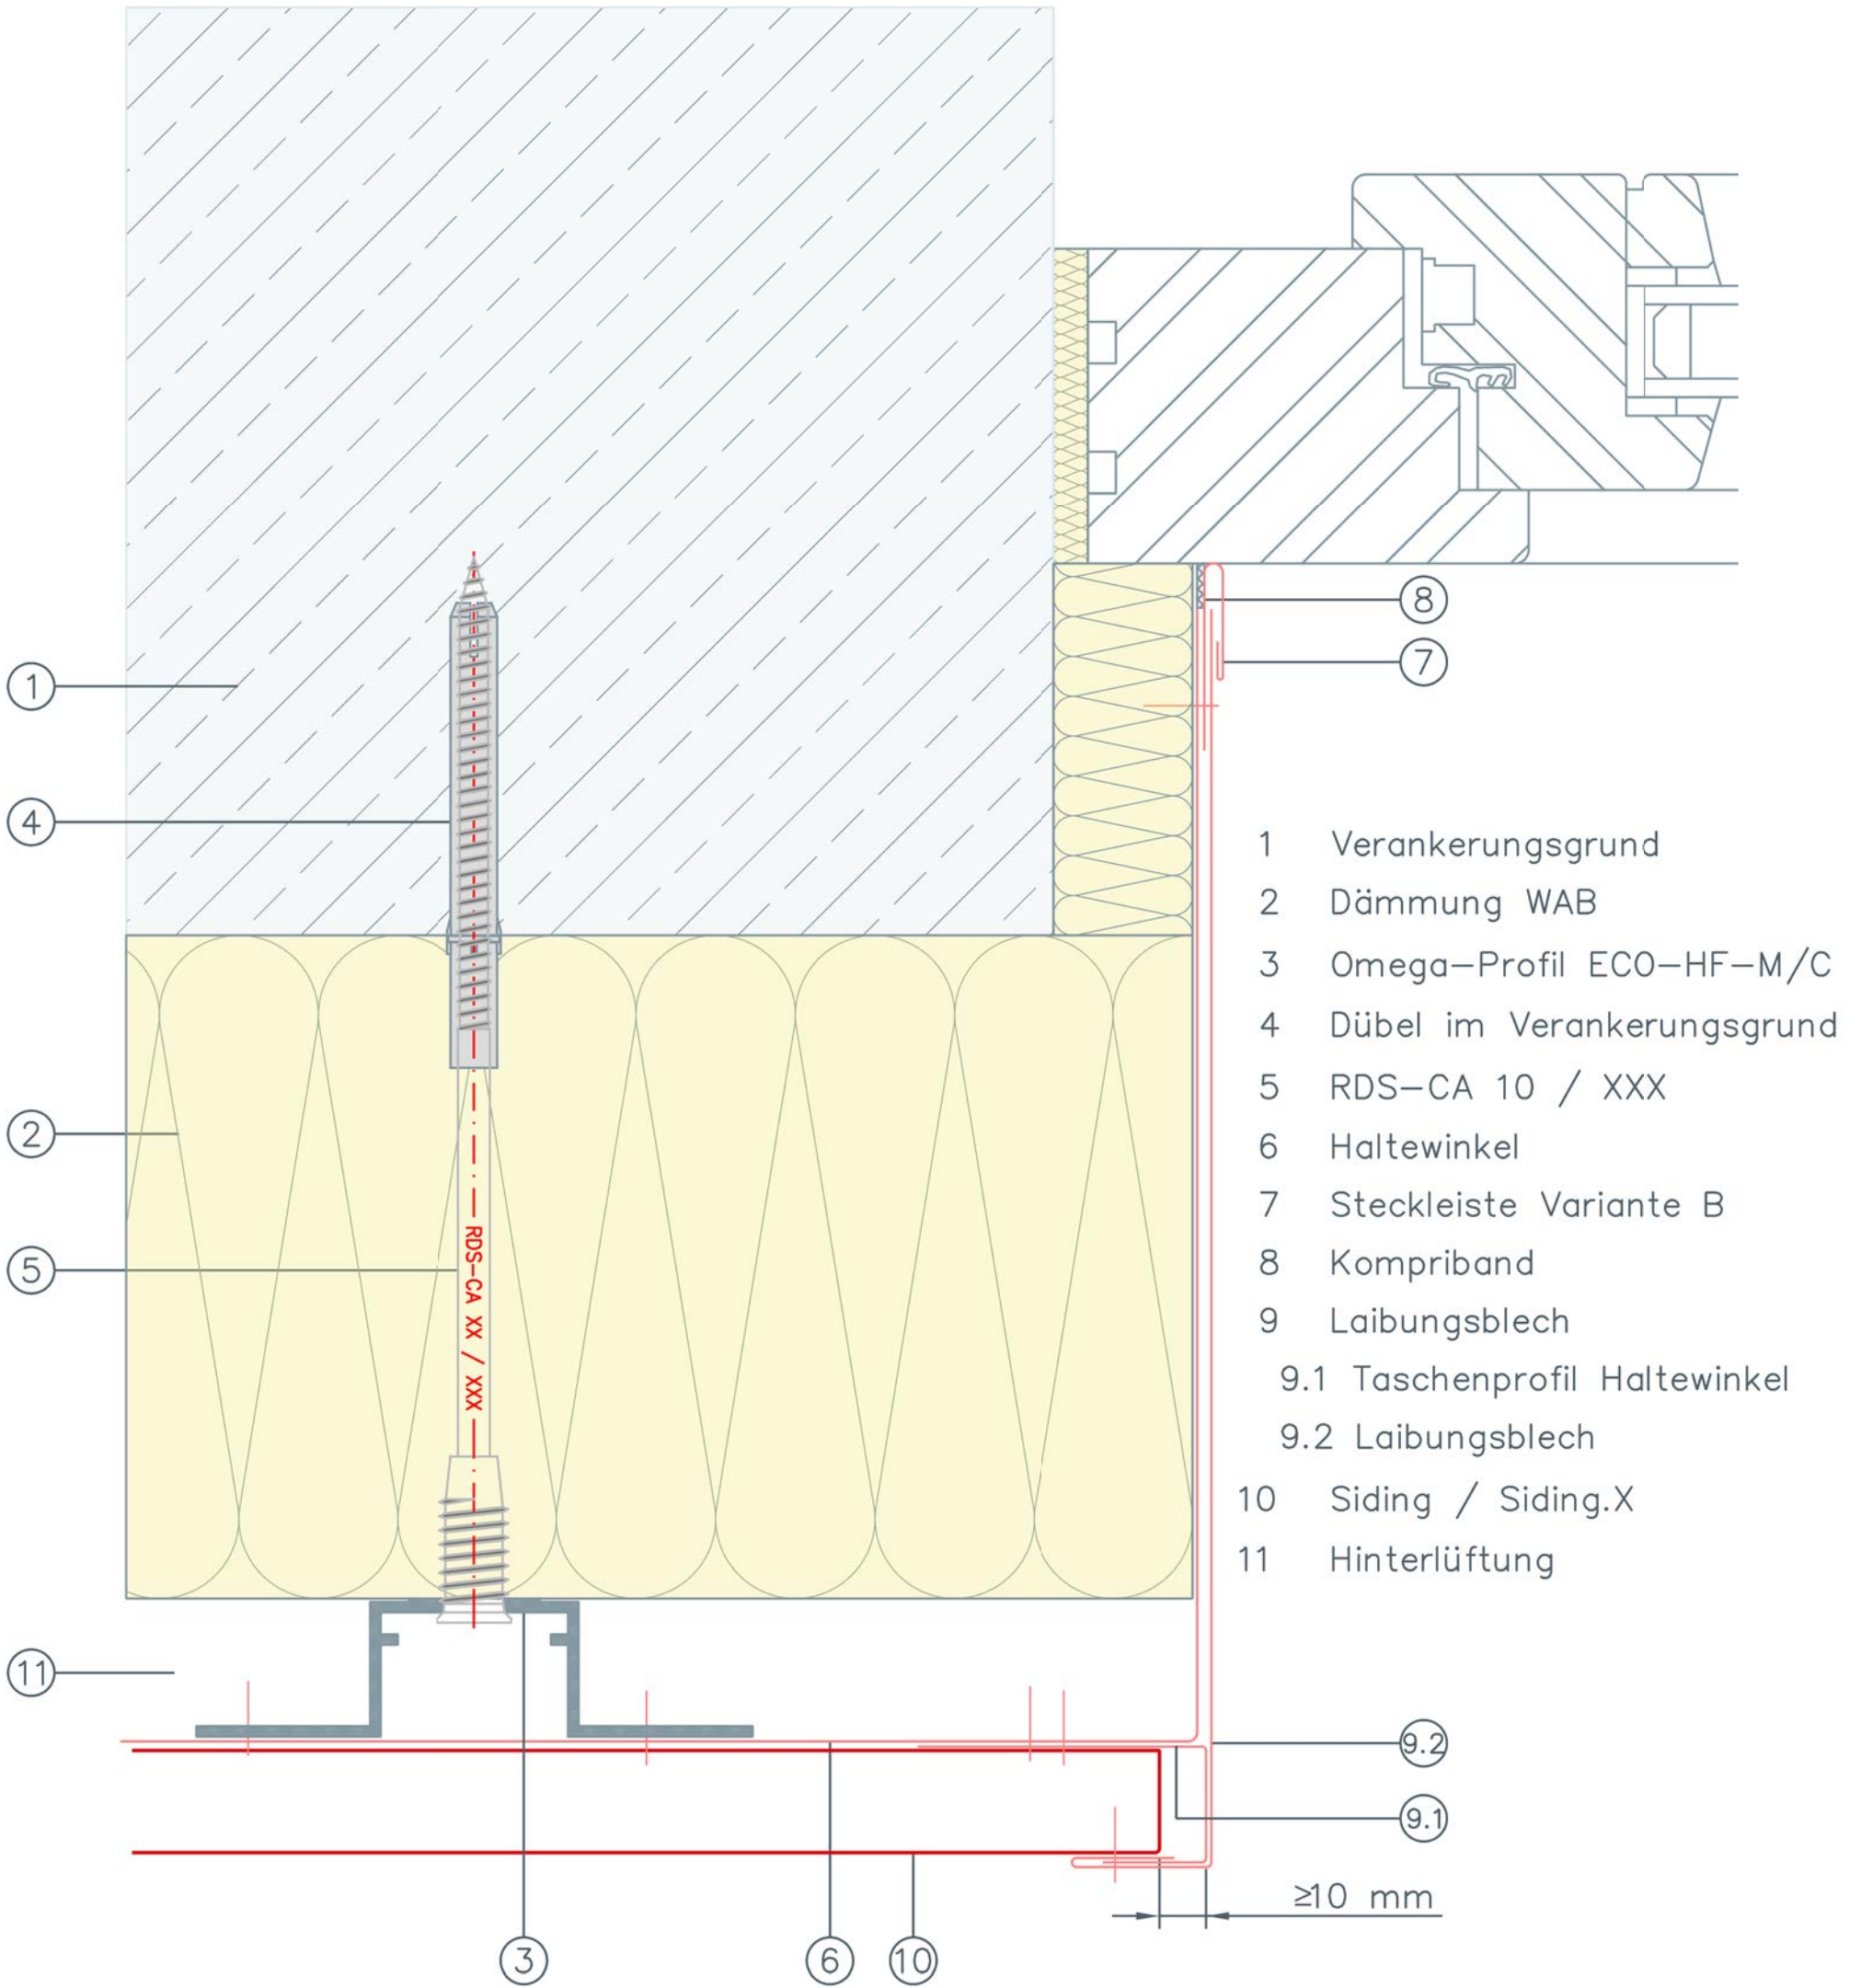 8
7
1
4
1 Verankerungsgrund
2 Dämmung WAB
3 Omega-Profil ECO-HF-M/C
4 Dübel im Verankerungsgrund
5 RDS-CA 10 / XXX
6 Haltewinkel
7 Steckleiste Variante B
8 Kompriband
9 Laibungsblech
9.1 Taschenprofil Haltewinkel
9.2 Laibungsblech
10 Siding / Siding.X
11 Hinterlüftung
2
5
RDS-CA XX / XXX
11
9.2
9.1
≥10 mm
3
6
10